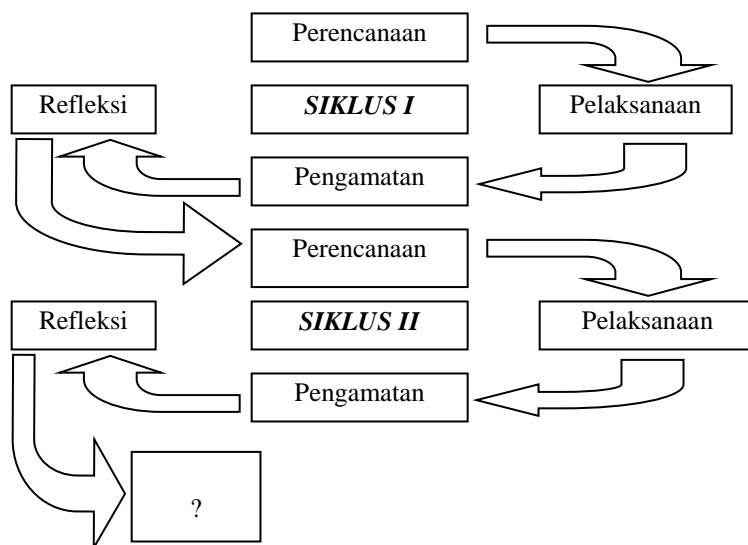 Perencanaan
Refleksi
SIKLUS I
Pelaksanaan
Pengamatan
Perencanaan
Refleksi
SIKLUS II
Pelaksanaan
Pengamatan
?